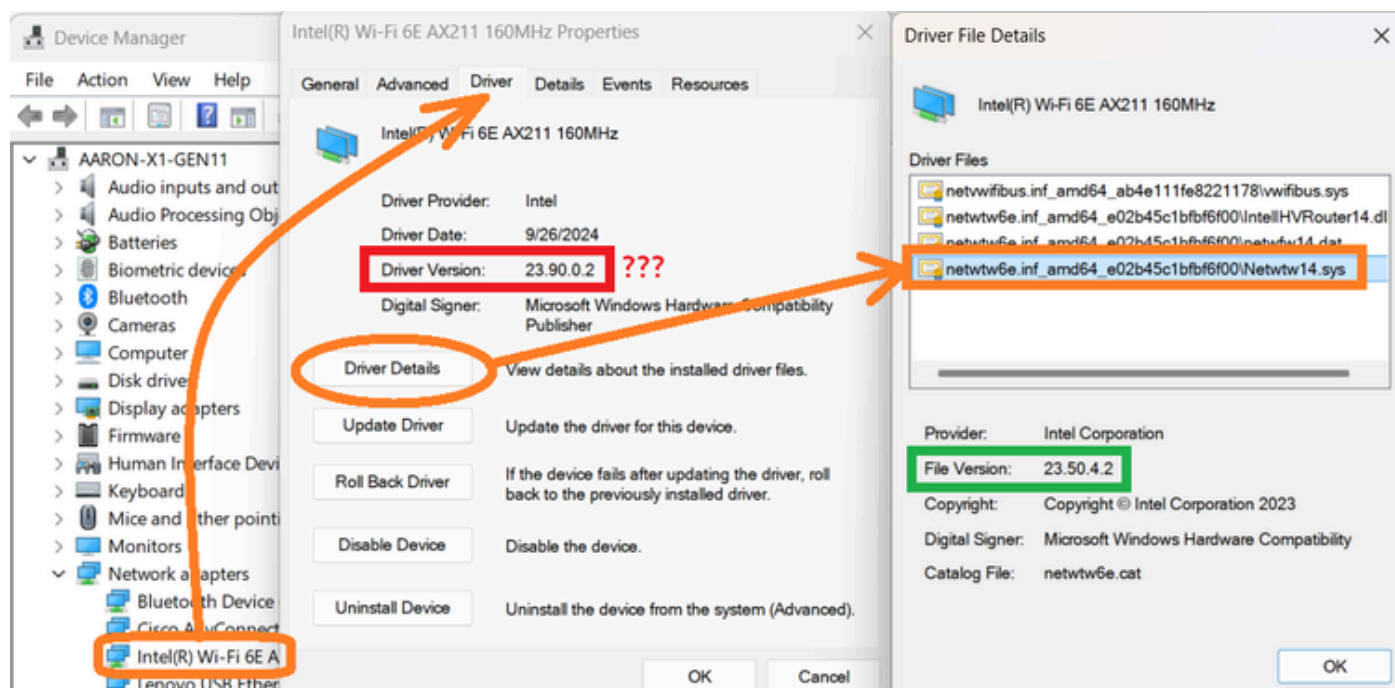 Device Manager
File Action View Help
AARON-X1-GEN11
Audio inputs and out
Audio Processing Obj
Batteries
Biometric devices
Bluetooth
Cameras
Computer
Disk drive
Display adapters
Firmware
Human Interface Devi
Keyboard
Mice and other pointi
Monitors
Network adapters
Bluetooth Device
Cisco AnyConnect
Intel(R) Wi-Fi 6E A
Lenovo USB Ether
Intel(R) Wi-Fi 6E AX211 160MHz Properties
General Advanced Driver Details Events Resources
Intel(R) Wi-Fi 6E AX211 160MHz
Driver Provider: Intel
Driver Date: 9/26/2024
Driver Version: 23.90.0.2 ???
Digital Signer: Microsoft Windows Hardware Compatibility
Publisher
Driver Details View details about the installed driver files.
Update Driver Update the driver for this device.
Roll Back Driver If the device fails after updating the driver, roll
back to the previously installed driver.
Disable Device Disable the device.
Uninstall Device Uninstall the device from the system (Advanced).
OK Cancel
Driver File Details
Intel(R) Wi-Fi 6E AX211 160MHz
Driver Files
netvwifibus.inf_amd64_ab4e111fe8221178\vwifibus.sys
netwtw6e.inf_amd64_e02b45c1bfbf6f00\IntelIHVRouter14.dl
netwtw6e.inf_amd64_e02b45c1bfbf6f00\netwfw14.dat
netwtw6e.inf_amd64_e02b45c1bfbf6f00\Netwtw14.sys
Provider: Intel Corporation
File Version: 23.50.4.2
Copyright: Copyright © Intel Corporation 2023
Digital Signer: Microsoft Windows Hardware Compatibility
Catalog File: netwtw6e.cat
OK